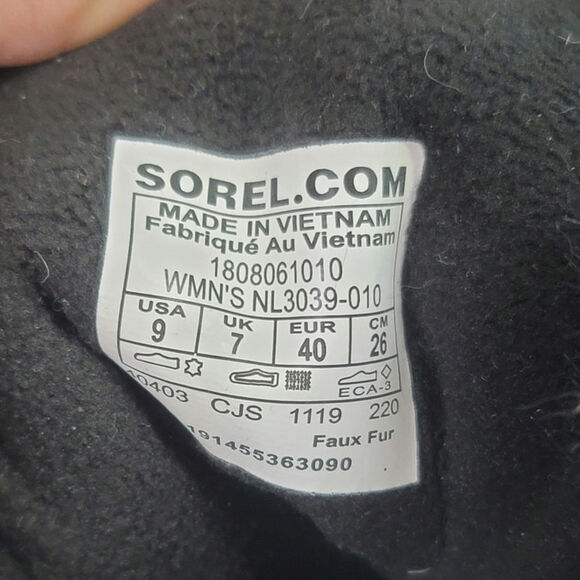 SOREL.COM
MADE IN VIETNAM
Fabriqué Au Vietnam
1808061010
WMN'S NL3039-010
USA UK EUR CM
9 7 40 26
ECA-3
CJS 1119 220
Faux Fur
191455363090